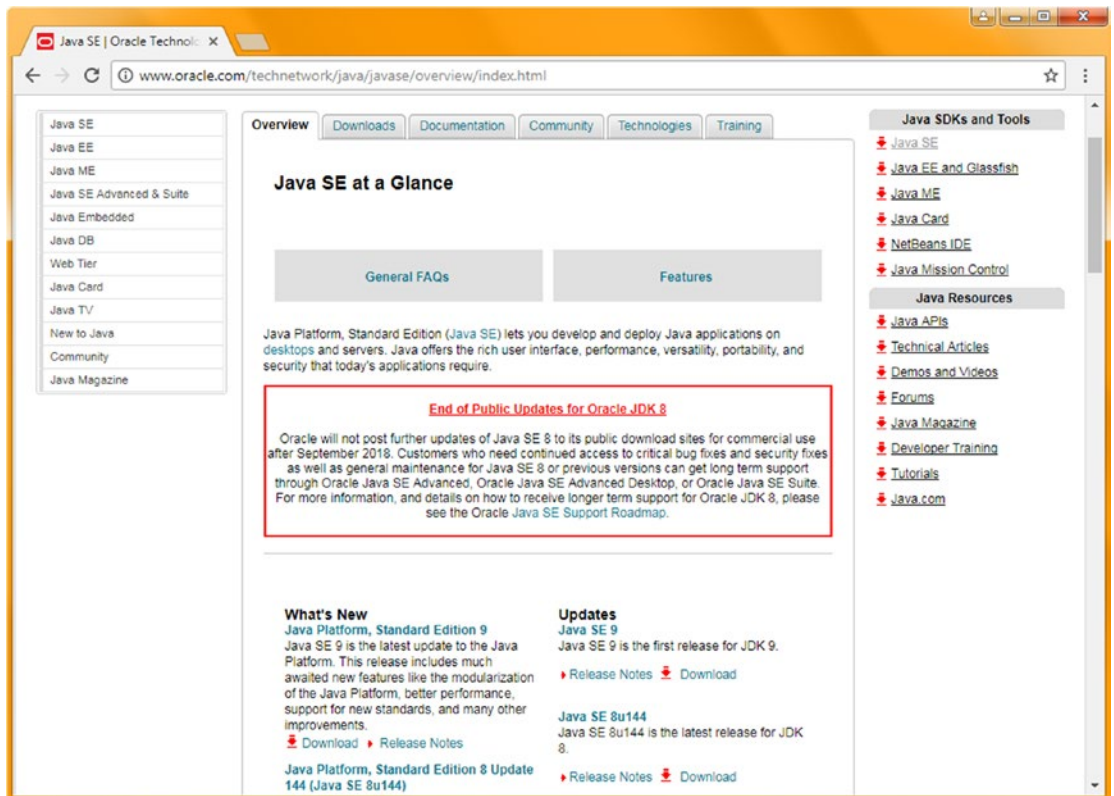 Java SE | Oracle Technolo
www.oracle.com/technetwork/java/javase/overview/index.html
Java SE
Java EE
Java ME
Java SE Advanced & Suite
Java Embedded
Java DB
Web Tier
Java Card
Java TV
New to Java
Community
Java Magazine
Overview Downloads Documentation Community Technologies Training
Java SE at a Glance
General FAQs Features
Java Platform, Standard Edition (Java SE) lets you develop and deploy Java applications on
desktops and servers. Java offers the rich user interface, performance, versatility, portability, and
security that today's applications require.
End of Public Updates for Oracle JDK 8
Oracle will not post further updates of Java SE 8 to its public download sites for commercial use
after September 2018. Customers who need continued access to critical bug fixes and security fixes
as well as general maintenance for Java SE 8 or previous versions can get long term support
through Oracle Java SE Advanced, Oracle Java SE Advanced Desktop, or Oracle Java SE Suite.
For more information, and details on how to receive longer term support for Oracle JDK 8, please
see the Oracle Java SE Support Roadmap.
What's New
Java Platform, Standard Edition 9
Java SE 9 is the latest update to the Java
Platform. This release includes much
awaited new features like the modularization
of the Java Platform, better performance,
support for new standards, and many other
improvements.
Download Release Notes
Java Platform, Standard Edition 8 Update
144 (Java SE 8u144)
Updates
Java SE 9
Java SE 9 is the first release for JDK 9.
Release Notes Download
Java SE 8u144
Java SE 8u144 is the latest release for JDK
8.
Release Notes Download
Java SDKs and Tools
Java SE
Java EE and Glassfish
Java ME
Java Card
NetBeans IDE
Java Mission Control
Java Resources
Java APIs
Technical Articles
Demos and Videos
Forums
Java Magazine
Developer Training
Tutorials
Java.com